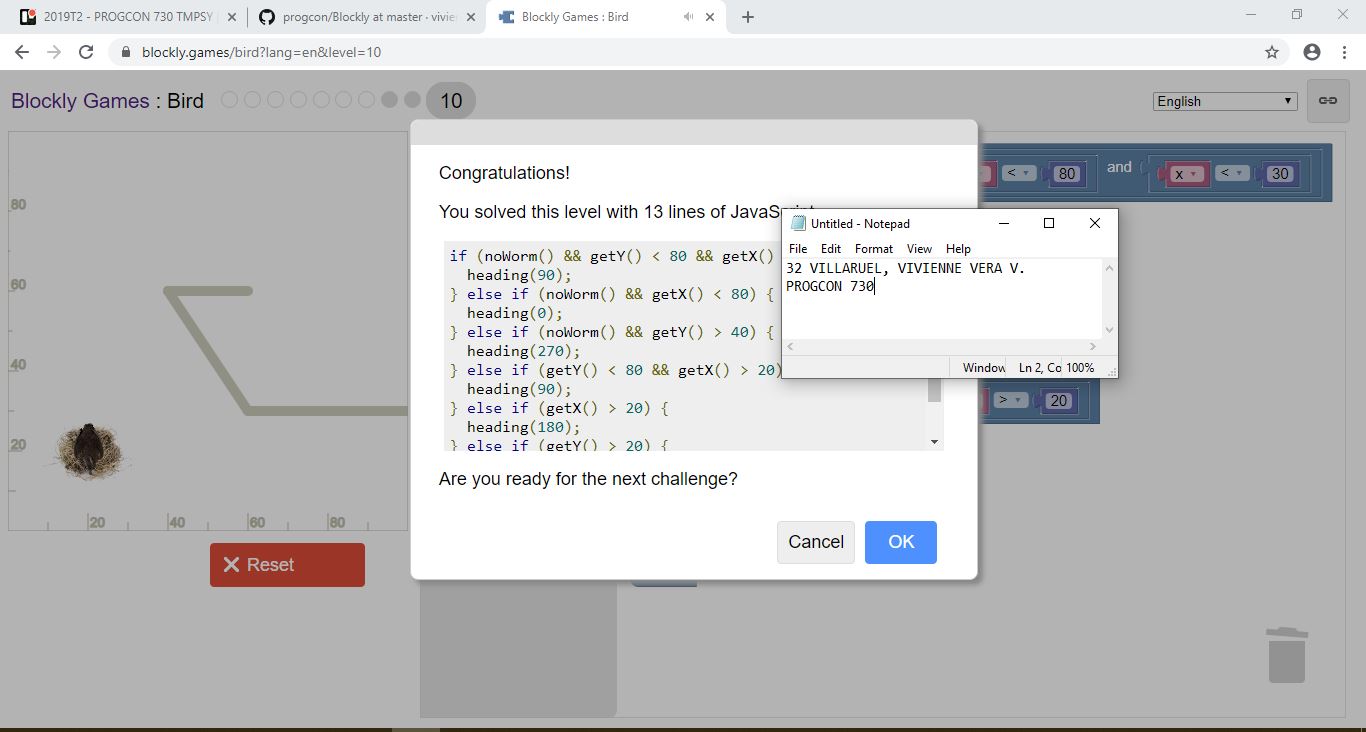 2019T2 - PROGCON 730 TMPSY
progcon/Blockly at master · vivie
Blockly Games : Bird
blockly.games/bird?lang=en&level=10
Blockly Games : Bird
10
English
Congratulations!
You solved this level with 13 lines of JavaScript
if (noWorm() && getY() < 80 && getX()
heading(90);
} else if (noWorm() && getX() < 80) {
heading(0);
} else if (noWorm() && getY() > 40) {
heading(270);
} else if (getY() < 80 && getX() > 20)
heading(90);
} else if (getX() > 20) {
heading(180);
} else if (getY() > 20) {
Are you ready for the next challenge?
Cancel
OK
Untitled - Notepad
File Edit Format View Help
32 VILLARUEL, VIVIENNE VERA V.
PROGCON 730
Window
Ln 2, Co
100%
< 80 and x < 30
> 20
80
60
40
20
20 40 60 80
Reset